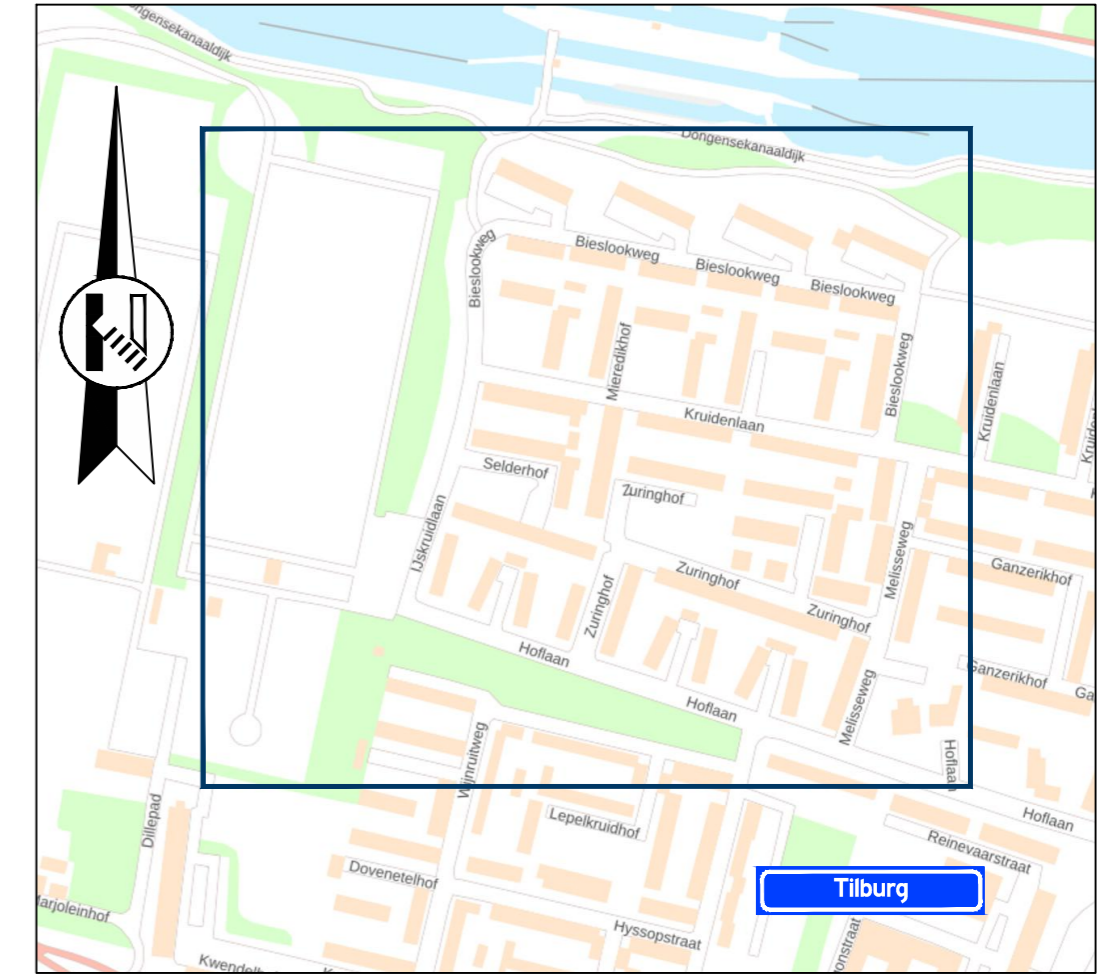 Dongensekanaaldijk
Dongensekanaaldijk
Bieslookweg
Bieslookweg
Bieslookweg
Bieslookweg
Bieslookweg
Mieredikhof
Kruidenlaan
Kruidenlaan
Selderhof
Zuringhof
IJskruidlaan
Melisseweg
Ganzerikhof
Zuringhof
Zuringhof
Zuringhof
Hoflaan
Ganzerikhof
Hoflaan
Melisseweg
Wijnruitweg
Hoflaan
Hoflaan
Dillepad
Lepelkruidhof
Reinevaarstraat
Dovenetelhof
Tilburg
Marjoleinhof
Hyssopstraat